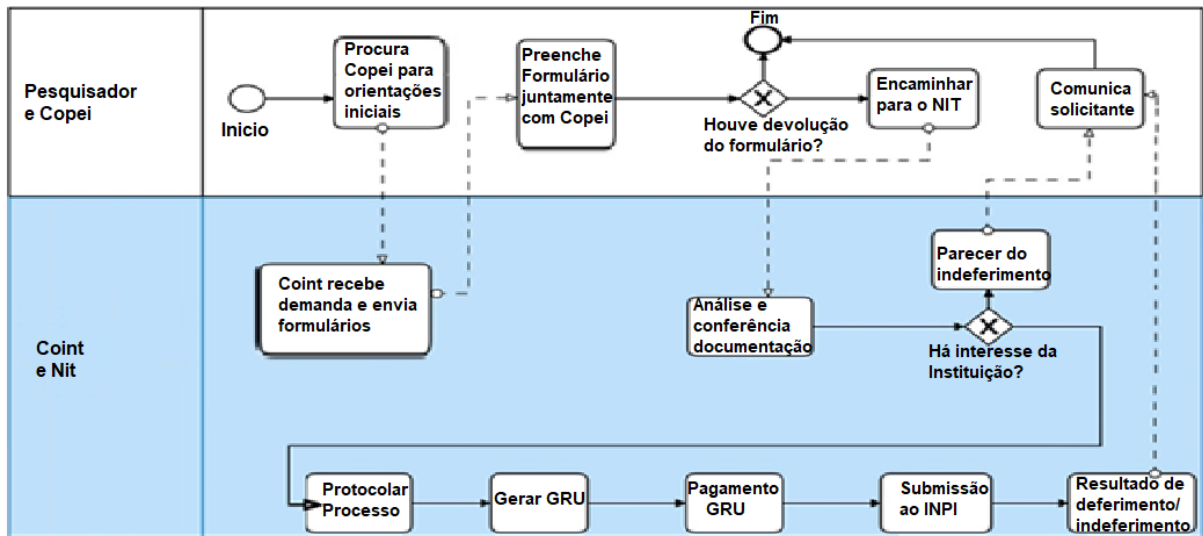 Pesquisador
e Copei
Inicio
Procura
Copei para
orientações
iniciais
Preenche
Formulário
juntamente
com Copei
Fim
Houve devolução
do formulário?
Encaminhar
para o NIT
Comunica
solicitante
Coint
e Nit
Coint recebe
demanda e envia
formulários
Análise e
conferência
documentação
Parecer do
indeferimento
Há interesse da
Instituição?
Protocolar
Processo
Gerar GRU
Pagamento
GRU
Submissão
ao INPI
Resultado de
deferimento/
indeferimento